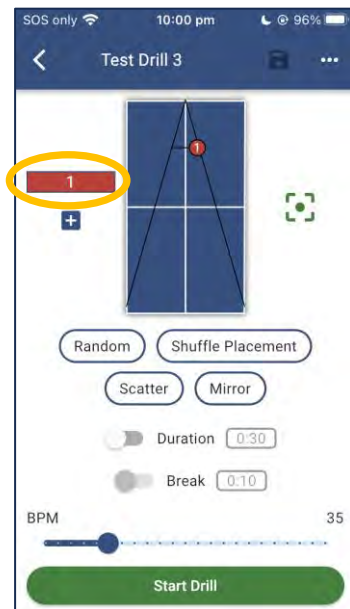 SOS only 10:00 pm 96%
Test Drill 3
1
1
Random Shuffle Placement
Scatter Mirror
Duration 0:30
Break 0:10
BPM 35
Start Drill